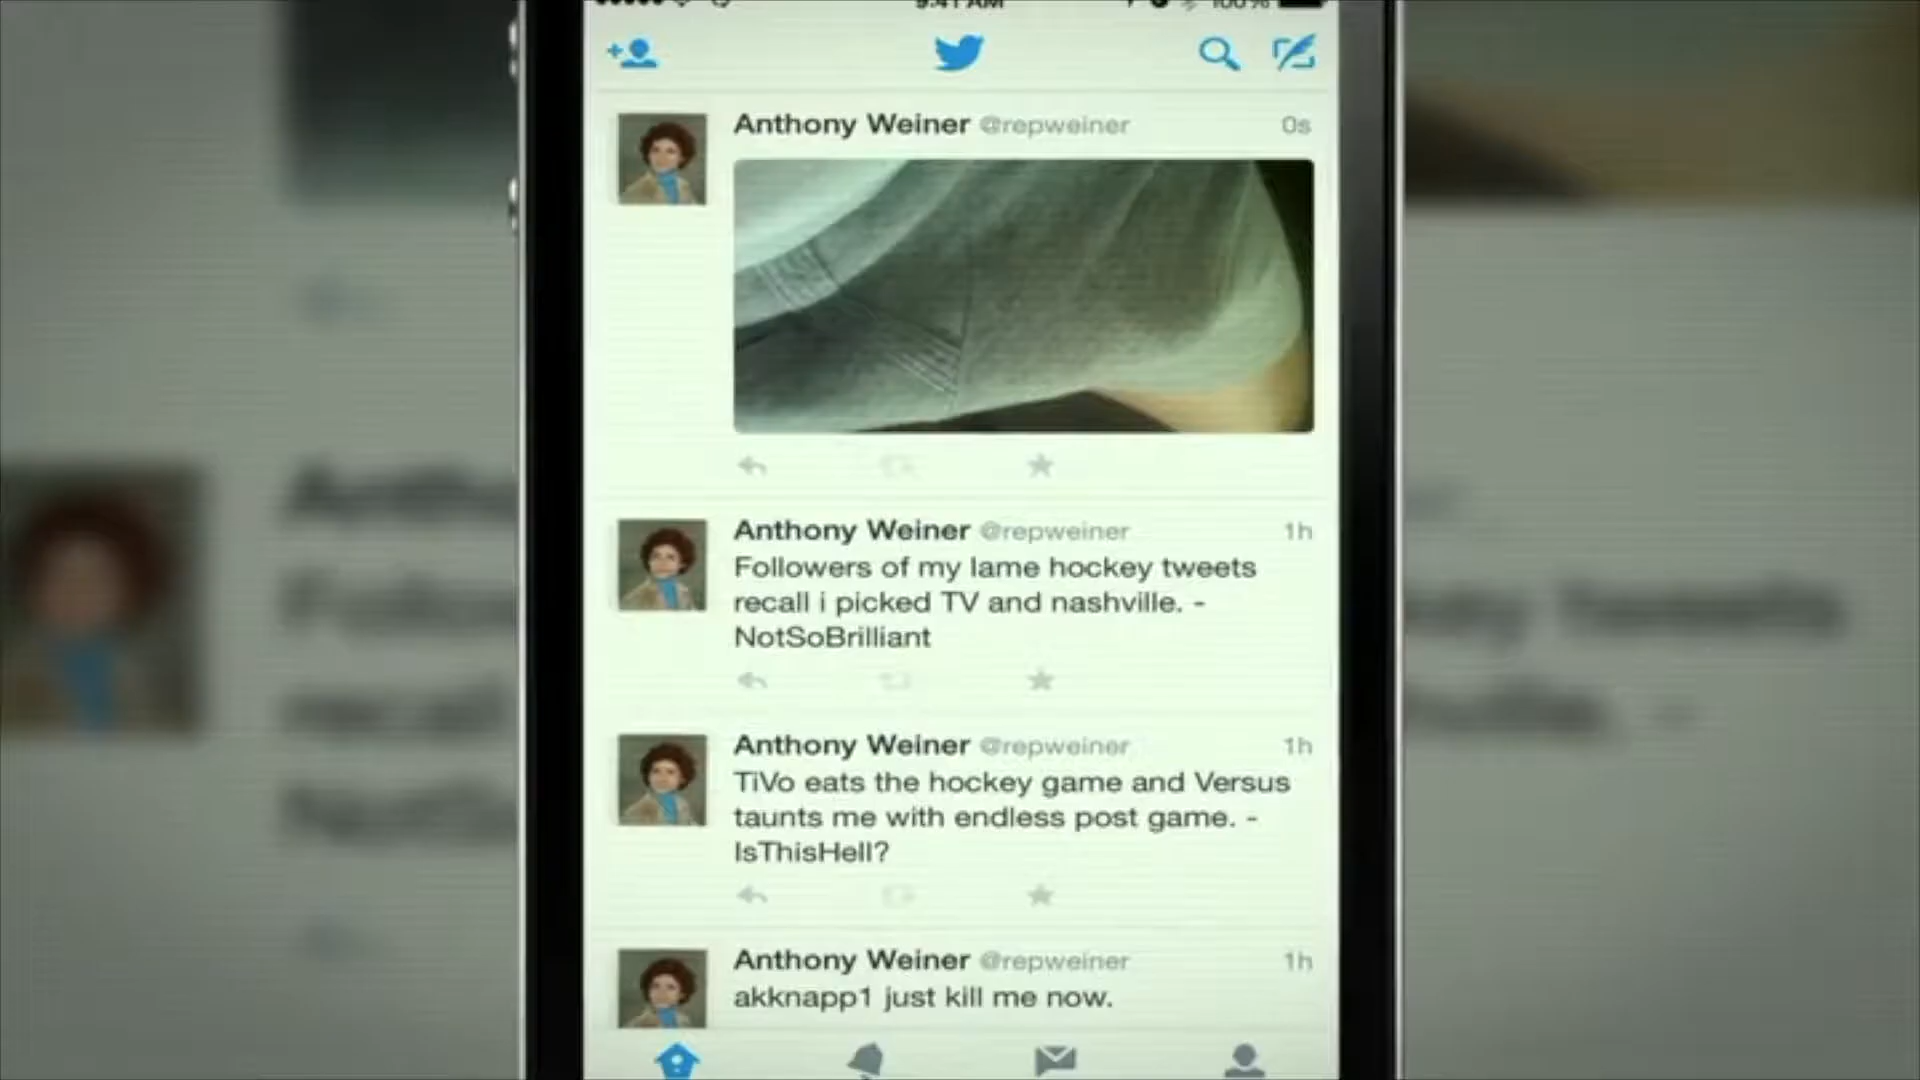 9:41 AM 100%
Anthony Weiner @repweiner 0s
Anthony Weiner @repweiner 1h
Followers of my lame hockey tweets
recall i picked TV and nashville. -
NotSoBrilliant
Anthony Weiner @repweiner 1h
TiVo eats the hockey game and Versus
taunts me with endless post game. -
IsThisHell?
Anthony Weiner @repweiner 1h
akknapp1 just kill me now.